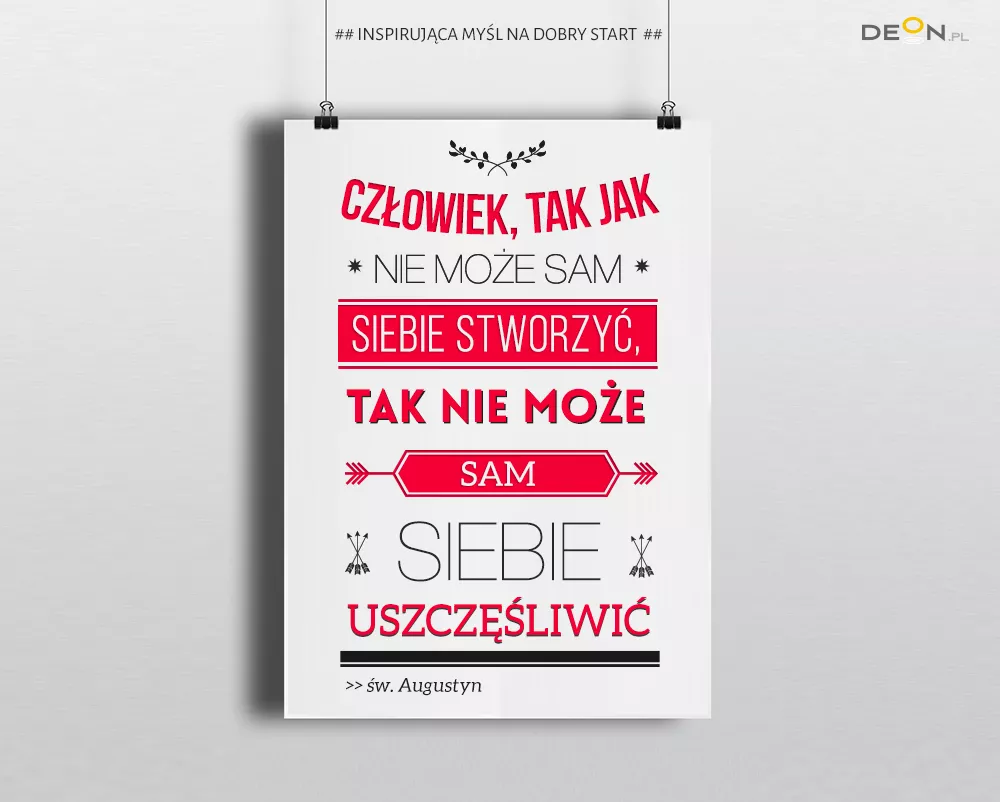 ## INSPIRUJĄCA MYŚL NA DOBRY START ##
DEON.PL
CZŁOWIEK, TAK JAK
NIE MOŻE SAM
SIEBIE STWORZYĆ,
TAK NIE MOŻE
SAM
SIEBIE
USZCZĘŚLIWIĆ
>> św. Augustyn